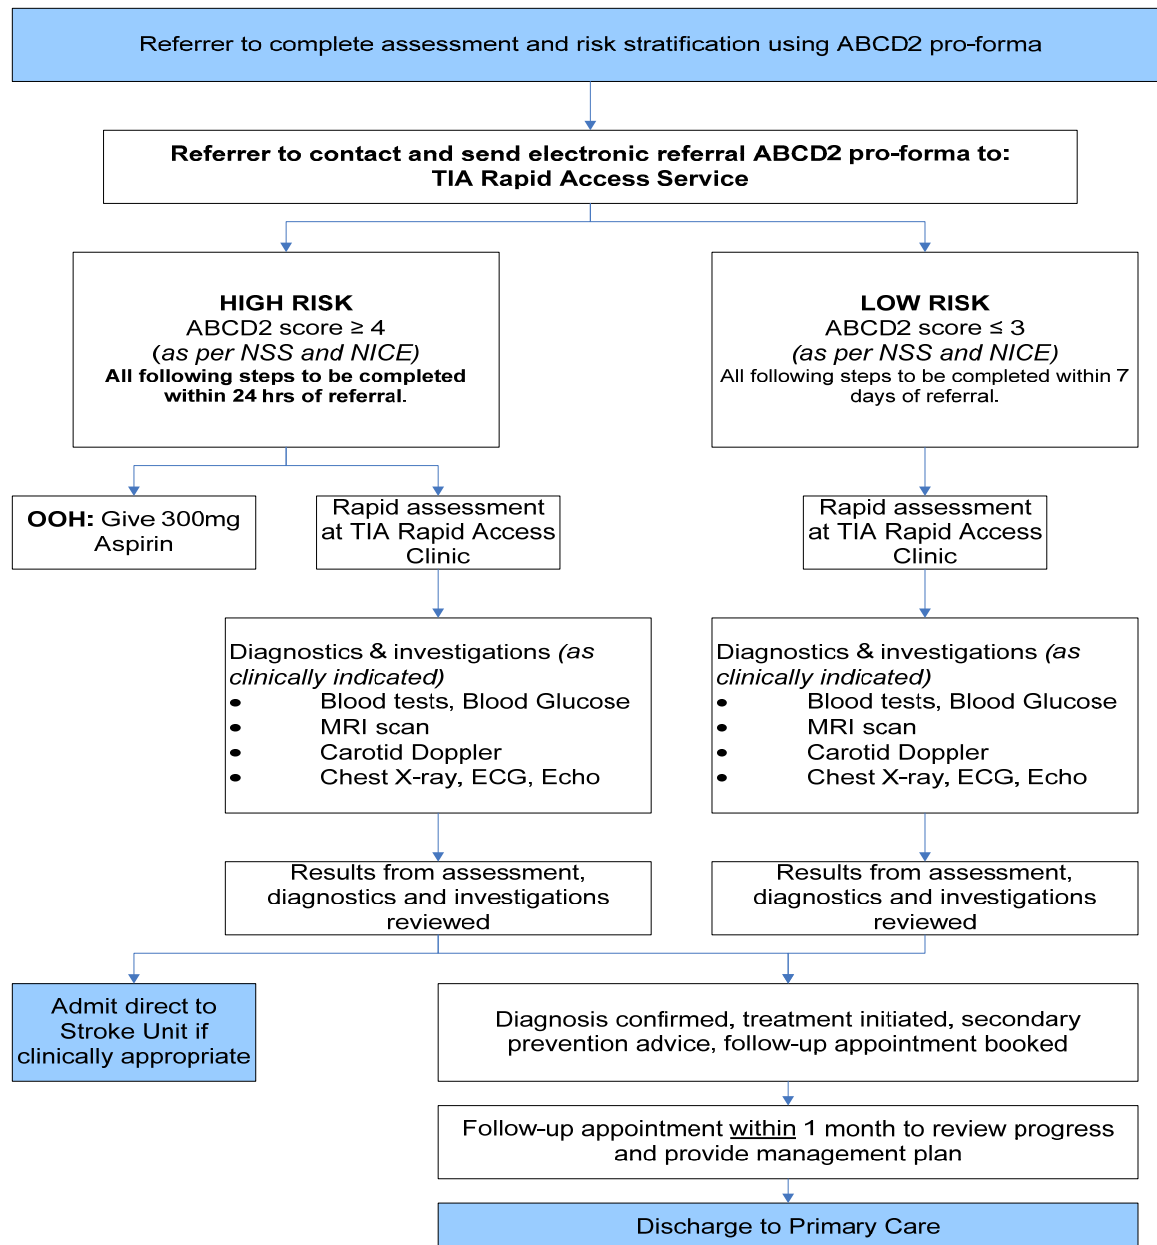 Referrer to complete assessment and risk stratification using ABCD2 pro-forma
Referrer to contact and send electronic referral ABCD2 pro-forma to:
TIA Rapid Access Service
HIGH RISK
ABCD2 score ≥ 4
(as per NSS and NICE)
All following steps to be completed
within 24 hrs of referral.
LOW RISK
ABCD2 score ≤ 3
(as per NSS and NICE)
All following steps to be completed within 7
days of referral.
OOH: Give 300mg
Aspirin
Rapid assessment
at TIA Rapid Access
Clinic
Rapid assessment
at TIA Rapid Access
Clinic
Diagnostics & investigations (as
clinically indicated)
• Blood tests, Blood Glucose
• MRI scan
• Carotid Doppler
• Chest X-ray, ECG, Echo
Diagnostics & investigations (as
clinically indicated)
• Blood tests, Blood Glucose
• MRI scan
• Carotid Doppler
• Chest X-ray, ECG, Echo
Results from assessment,
diagnostics and investigations
reviewed
Results from assessment,
diagnostics and investigations
reviewed
Admit direct to
Stroke Unit if
clinically appropriate
Diagnosis confirmed, treatment initiated, secondary
prevention advice, follow-up appointment booked
Follow-up appointment within 1 month to review progress
and provide management plan
Discharge to Primary Care